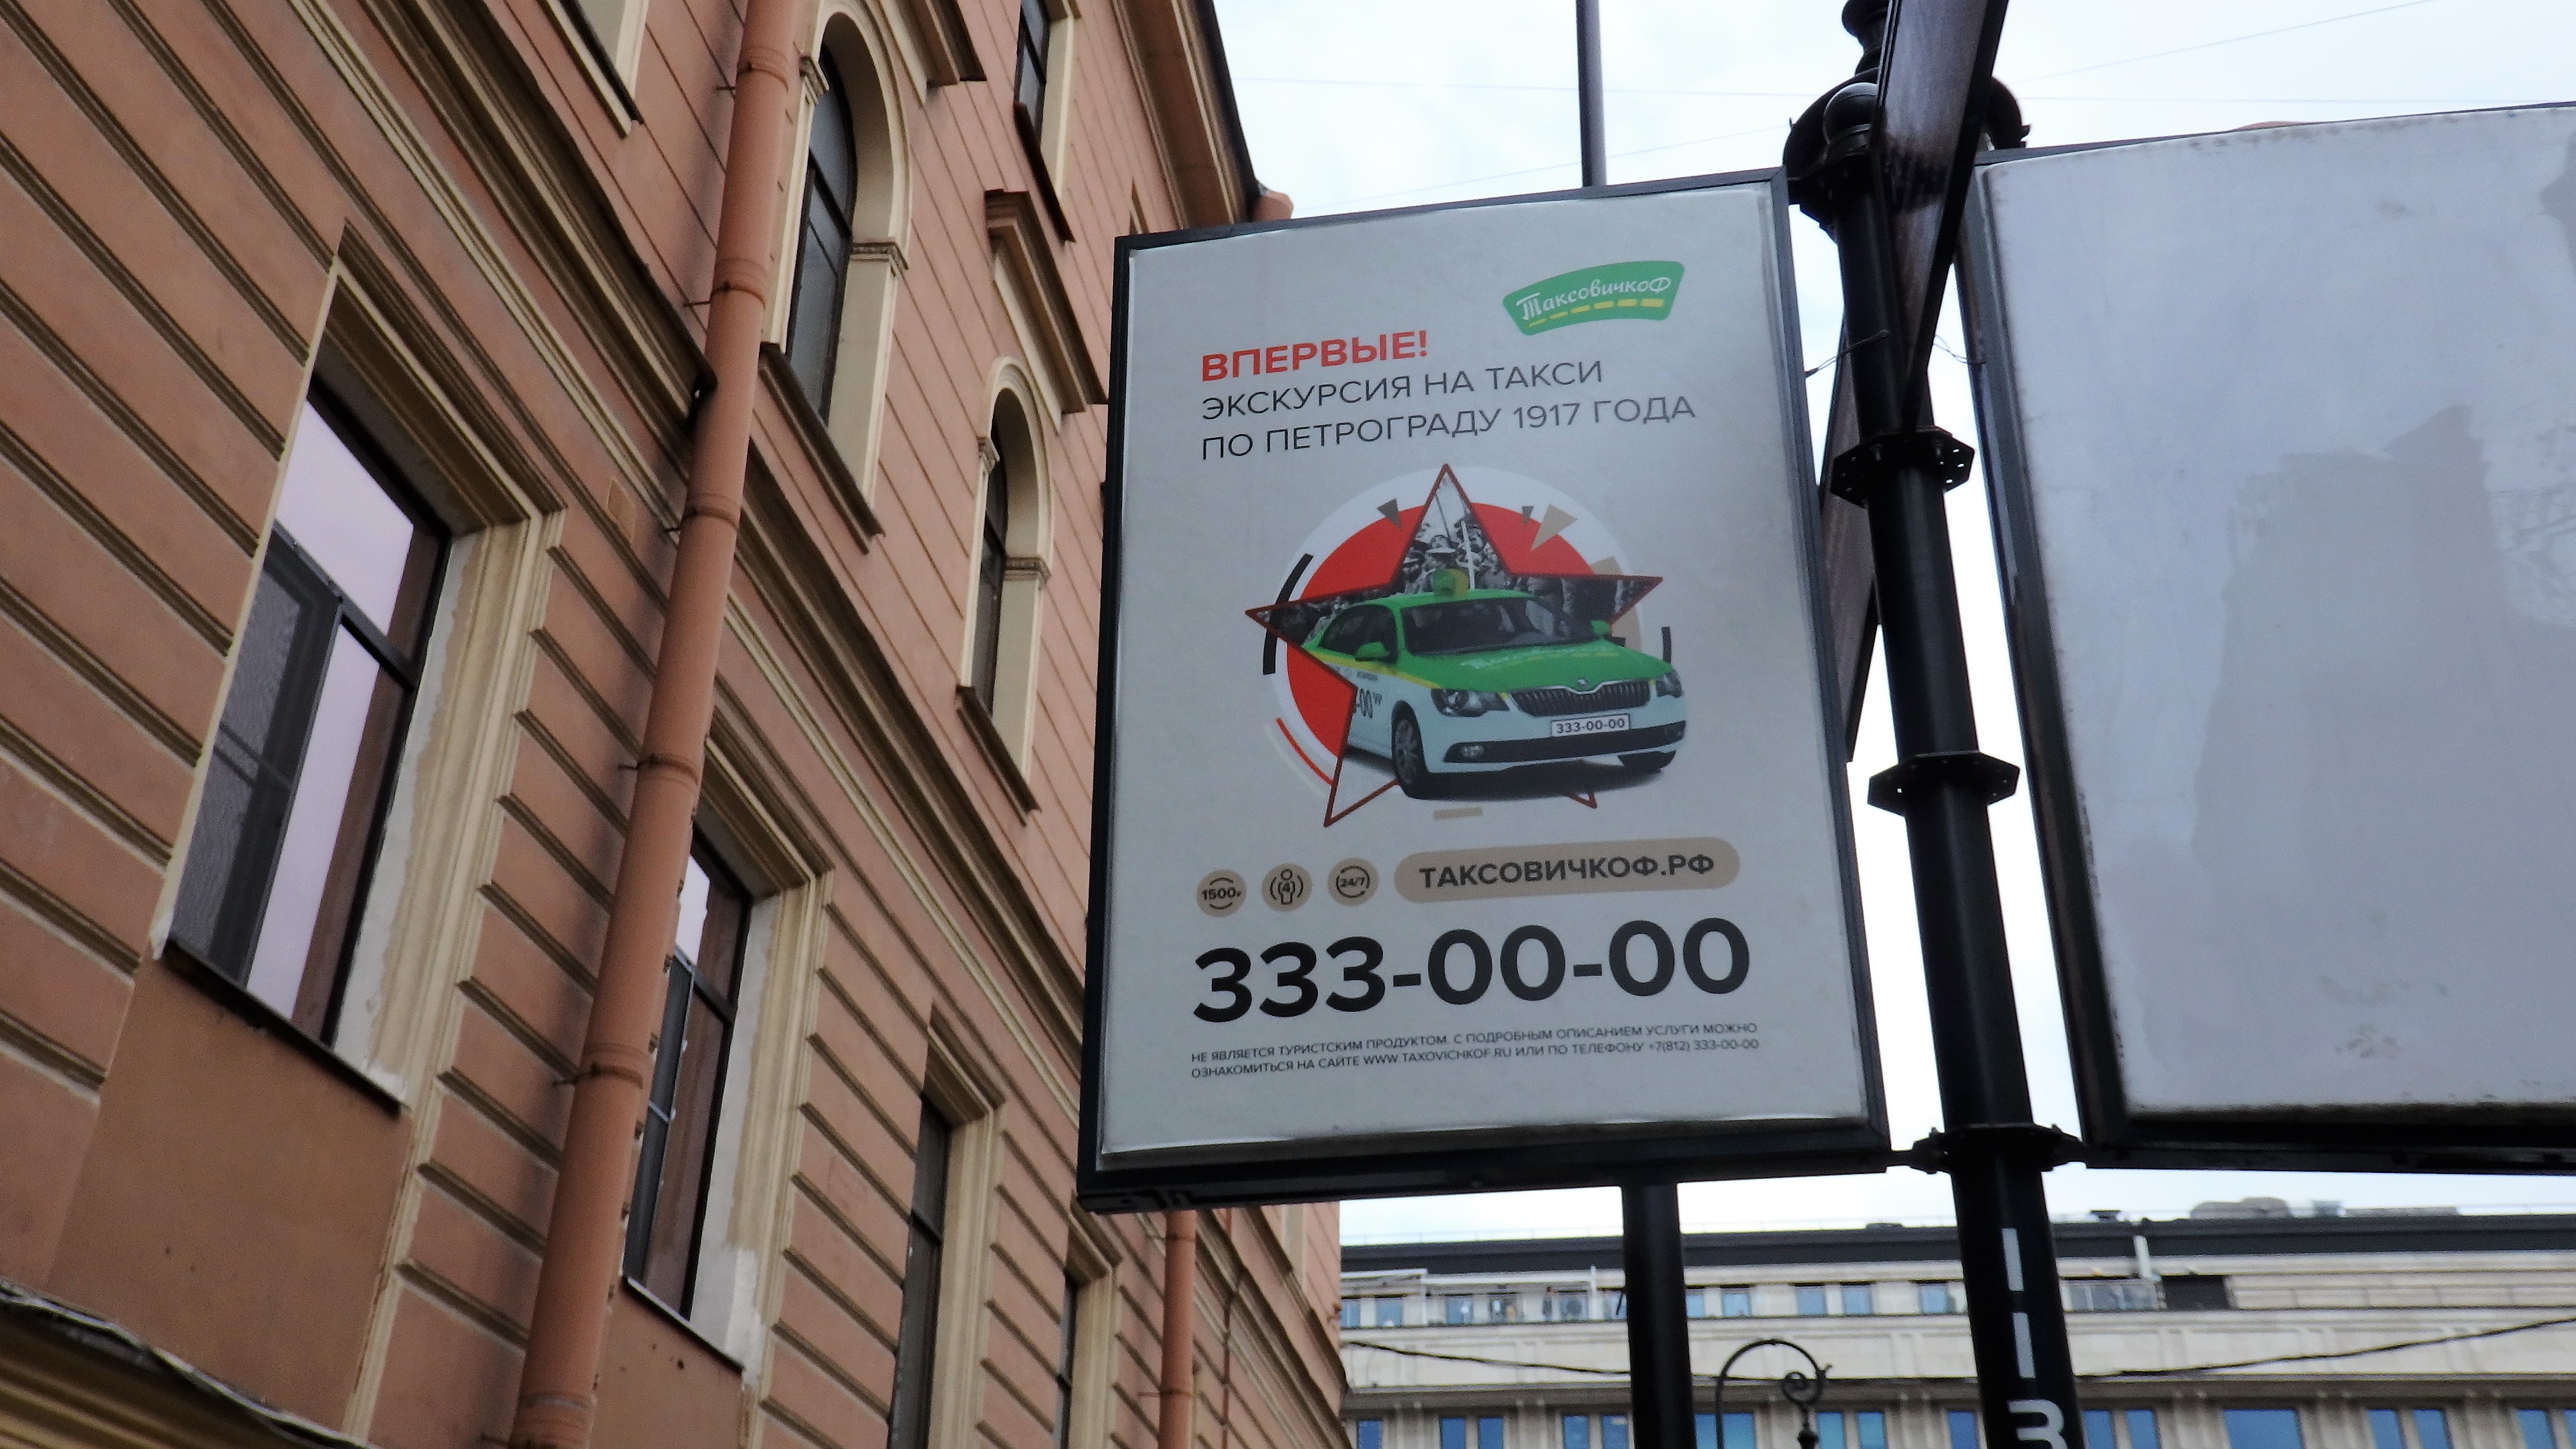 ТаксовичкоФ
ВПЕРВЫЕ!
ЭКСКУРСИЯ НА ТАКСИ
ПО ПЕТРОГРАДУ 1917 ГОДА
-00
333-00-00
1500₽
4
24/7
ТАКСОВИЧКОФ.РФ
333-00-00
НЕ ЯВЛЯЕТСЯ ТУРИСТСКИМ ПРОДУКТОМ. С ПОДРОБНЫМ ОПИСАНИЕМ УСЛУГИ МОЖНО
ОЗНАКОМИТЬСЯ НА САЙТЕ WWW.TAXOVICHKOF.RU ИЛИ ПО ТЕЛЕФОНУ +7(812) 333-00-00